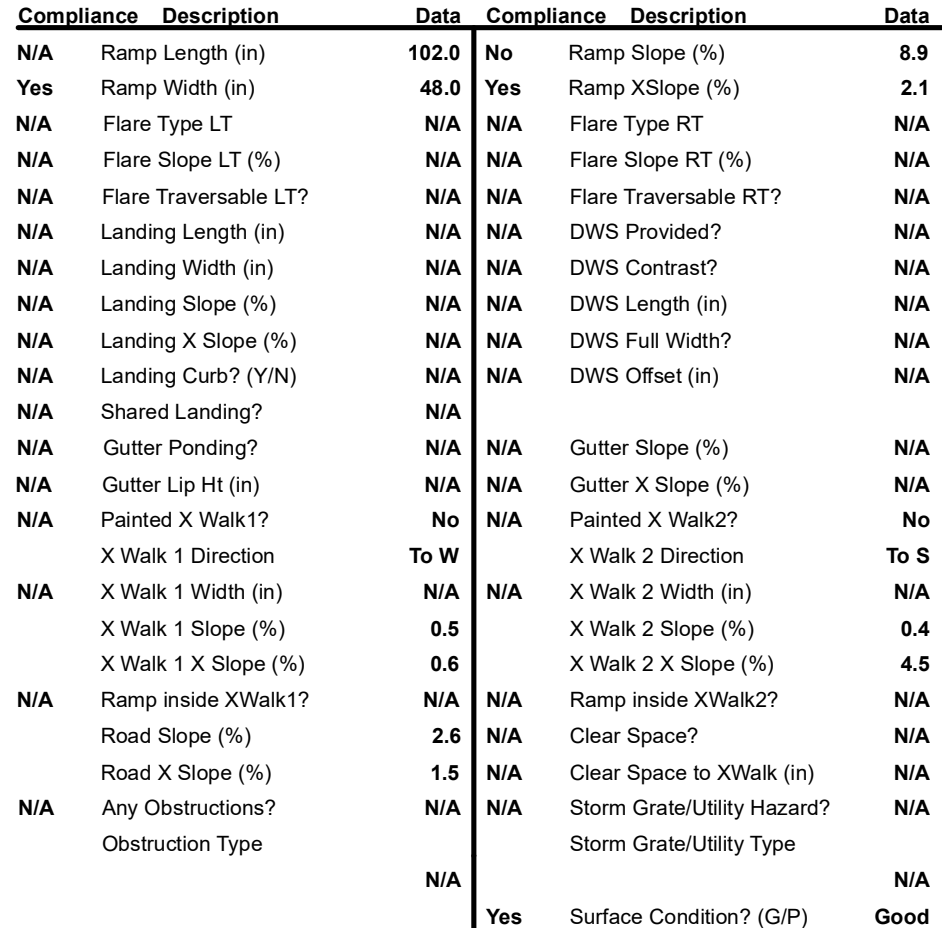 Compliance Description Data Compliance Description Data
N/A Ramp Length (in) 102.0 No Ramp Slope (%) 8.9
Yes Ramp Width (in) 48.0 Yes Ramp XSlope (%) 2.1
N/A Flare Type LT N/A N/A Flare Type RT N/A
N/A Flare Slope LT (%) N/A N/A Flare Slope RT (%) N/A
N/A Flare Traversable LT? N/A N/A Flare Traversable RT? N/A
N/A Landing Length (in) N/A N/A DWS Provided? N/A
N/A Landing Width (in) N/A N/A DWS Contrast? N/A
N/A Landing Slope (%) N/A N/A DWS Length (in) N/A
N/A Landing X Slope (%) N/A N/A DWS Full Width? N/A
N/A Landing Curb? (Y/N) N/A N/A DWS Offset (in) N/A
N/A Shared Landing? N/A
N/A Gutter Ponding? N/A N/A Gutter Slope (%) N/A
N/A Gutter Lip Ht (in) N/A N/A Gutter X Slope (%) N/A
N/A Painted X Walk1? No N/A Painted X Walk2? No
X Walk 1 Direction To W X Walk 2 Direction To S
N/A X Walk 1 Width (in) N/A N/A X Walk 2 Width (in) N/A
X Walk 1 Slope (%) 0.5 X Walk 2 Slope (%) 0.4
X Walk 1 X Slope (%) 0.6 X Walk 2 X Slope (%) 4.5
N/A Ramp inside XWalk1? N/A N/A Ramp inside XWalk2? N/A
Road Slope (%) 2.6 N/A Clear Space? N/A
Road X Slope (%) 1.5 N/A Clear Space to XWalk (in) N/A
N/A Any Obstructions? N/A N/A Storm Grate/Utility Hazard? N/A
Obstruction Type Storm Grate/Utility Type
N/A N/A
Yes Surface Condition? (G/P) Good